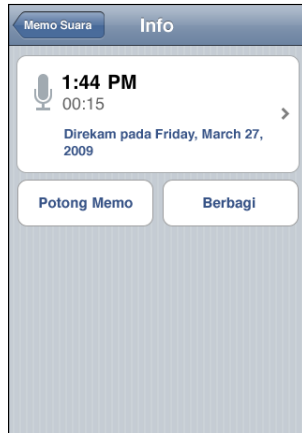 Memo Suara
Info
1:44 PM
00:15
Direkam pada Friday, March 27,
2009
Potong Memo
Berbagi